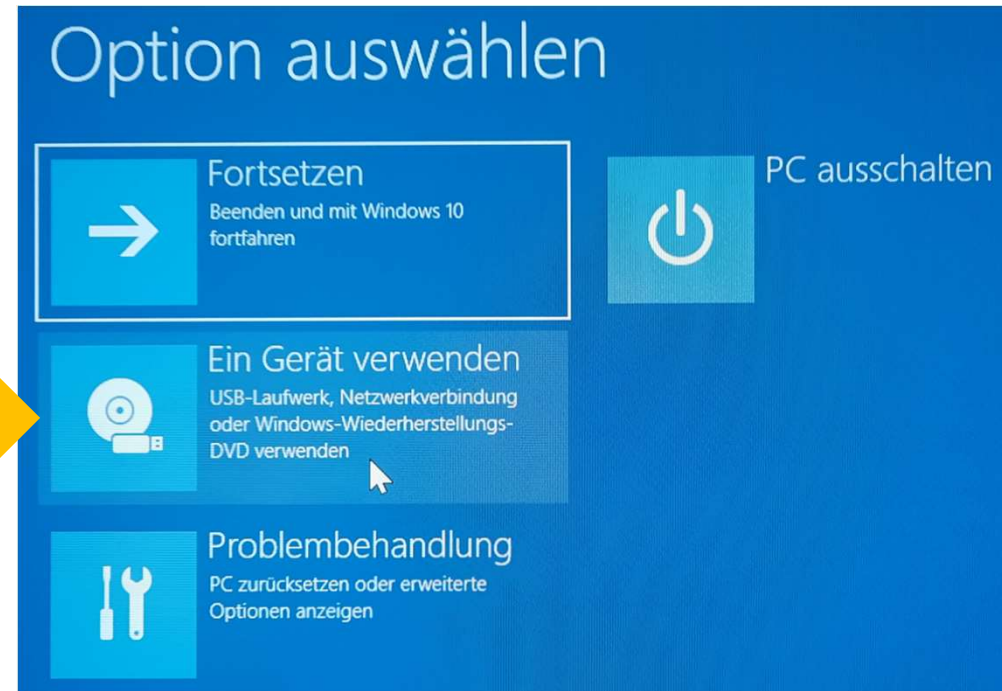 Option auswählen
Fortsetzen
Beenden und mit Windows 10
fortfahren
Ein Gerät verwenden
USB-Laufwerk, Netzwerkverbindung
oder Windows-Wiederherstellungs-
DVD verwenden
Problembehandlung
PC zurücksetzen oder erweiterte
Optionen anzeigen
PC ausschalten